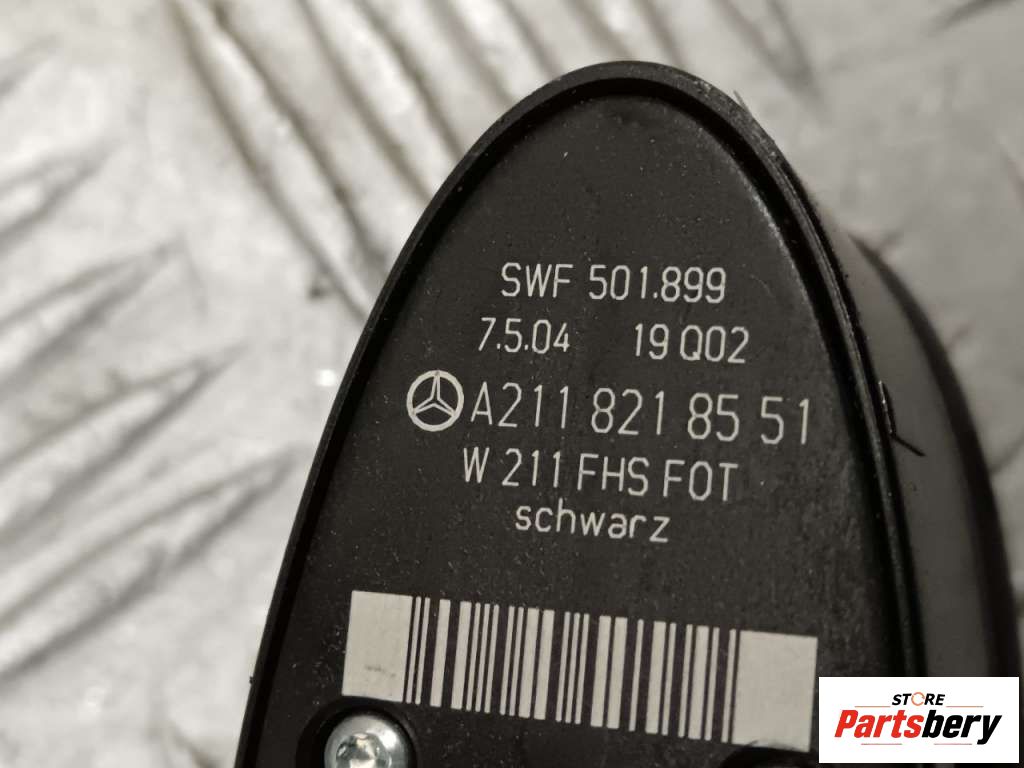 SWF 501.899
7.5.04 19 Q02
A211 821 85 51
W 211 FHS FOT
schwarz
STORE
Partsbery